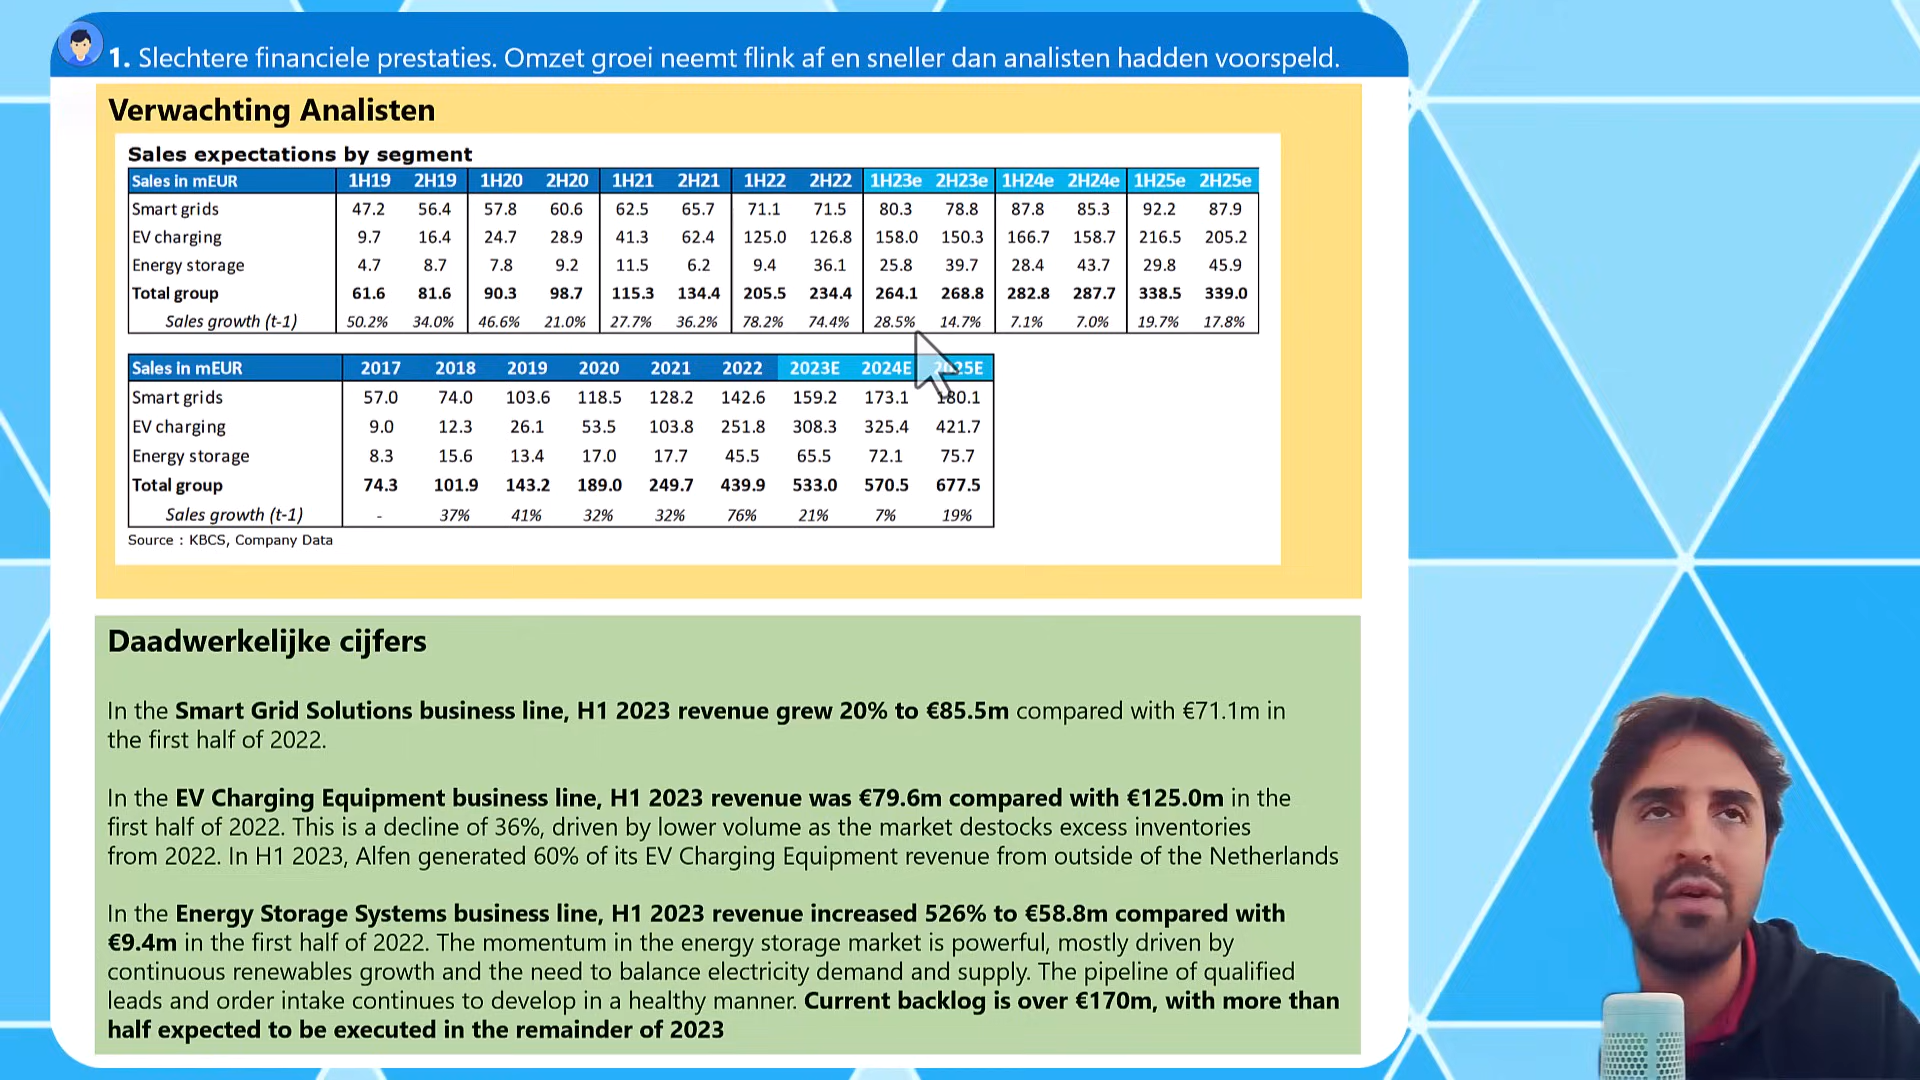 1. Slechtere financiele prestaties. Omzet groei neemt flink af en sneller dan analisten hadden voorspeld.
Verwachting Analisten
Sales expectations by segment
Sales in mEUR 1H19 2H19 1H20 2H20 1H21 2H21 1H22 2H22 1H23e 2H23e 1H24e 2H24e 1H25e 2H25e
Smart grids 47.2 56.4 57.8 60.6 62.5 65.7 71.1 71.5 80.3 78.8 87.8 85.3 92.2 87.9
EV charging 9.7 16.4 24.7 28.9 41.3 62.4 125.0 126.8 158.0 150.3 166.7 158.7 216.5 205.2
Energy storage 4.7 8.7 7.8 9.2 11.5 6.2 9.4 36.1 25.8 39.7 28.4 43.7 29.8 45.9
Total group 61.6 81.6 90.3 98.7 115.3 134.4 205.5 234.4 264.1 268.8 282.8 287.7 338.5 339.0
Sales growth (t-1) 50.2% 34.0% 46.6% 21.0% 27.7% 36.2% 78.2% 74.4% 28.5% 14.7% 7.1% 7.0% 19.7% 17.8%
Sales in mEUR 2017 2018 2019 2020 2021 2022 2023E 2024E 2025E
Smart grids 57.0 74.0 103.6 118.5 128.2 142.6 159.2 173.1 180.1
EV charging 9.0 12.3 26.1 53.5 103.8 251.8 308.3 325.4 421.7
Energy storage 8.3 15.6 13.4 17.0 17.7 45.5 65.5 72.1 75.7
Total group 74.3 101.9 143.2 189.0 249.7 439.9 533.0 570.5 677.5
Sales growth (t-1) - 37% 41% 32% 32% 76% 21% 7% 19%
Source : KBCS, Company Data
Daadwerkelijke cijfers
In the Smart Grid Solutions business line, H1 2023 revenue grew 20% to €85.5m compared with €71.1m in
the first half of 2022.
In the EV Charging Equipment business line, H1 2023 revenue was €79.6m compared with €125.0m in the
first half of 2022. This is a decline of 36%, driven by lower volume as the market destocks excess inventories
from 2022. In H1 2023, Alfen generated 60% of its EV Charging Equipment revenue from outside of the Netherlands
In the Energy Storage Systems business line, H1 2023 revenue increased 526% to €58.8m compared with
€9.4m in the first half of 2022. The momentum in the energy storage market is powerful, mostly driven by
continuous renewables growth and the need to balance electricity demand and supply. The pipeline of qualified
leads and order intake continues to develop in a healthy manner. Current backlog is over €170m, with more than
half expected to be executed in the remainder of 2023